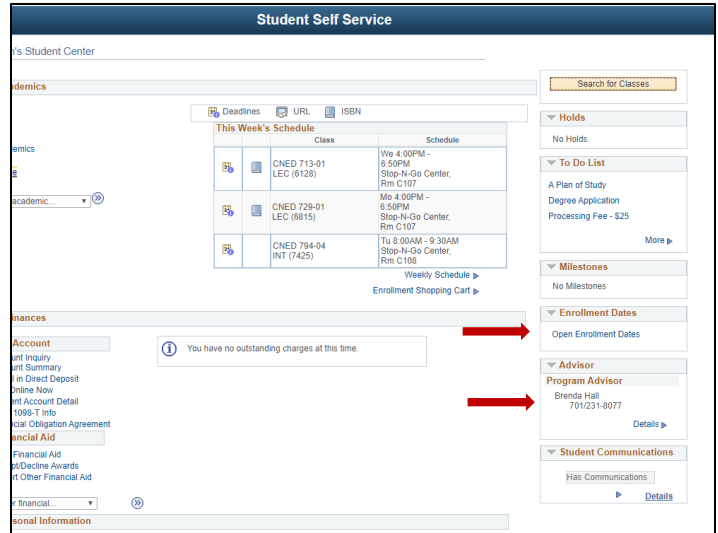 Student Self Service
n's Student Center
Search for Classes
ademics
Deadlines URL ISBN
This Week's Schedule
Class Schedule
CNED 713-01
LEC (6128)
We 4:00PM -
6:50PM
Stop-N-Go Center,
Rm C107
CNED 729-01
LEC (6815)
Mo 4:00PM -
6:50PM
Stop-N-Go Center,
Rm C107
CNED 794-04
INT (7425)
Tu 8:00AM - 9:30AM
Stop-N-Go Center,
Rm C108
Weekly Schedule
Enrollment Shopping Cart
emics
e
academic...
Holds
No Holds.
To Do List
A Plan of Study
Degree Application
Processing Fee - $25
More
Milestones
No Milestones
Enrollment Dates
Open Enrollment Dates
Advisor
Program Advisor
Brenda Hall
701/231-8077
Details
Student Communications
Has Communications
Details
inances
Account
unt Inquiry
unt Summary
l in Direct Deposit
Online Now
ent Account Detail
1098-T Info
ncial Obligation Agreement
nancial Aid
Financial Aid
pt/Decline Awards
rt Other Financial Aid
r financial...
You have no outstanding charges at this time.
sonal Information